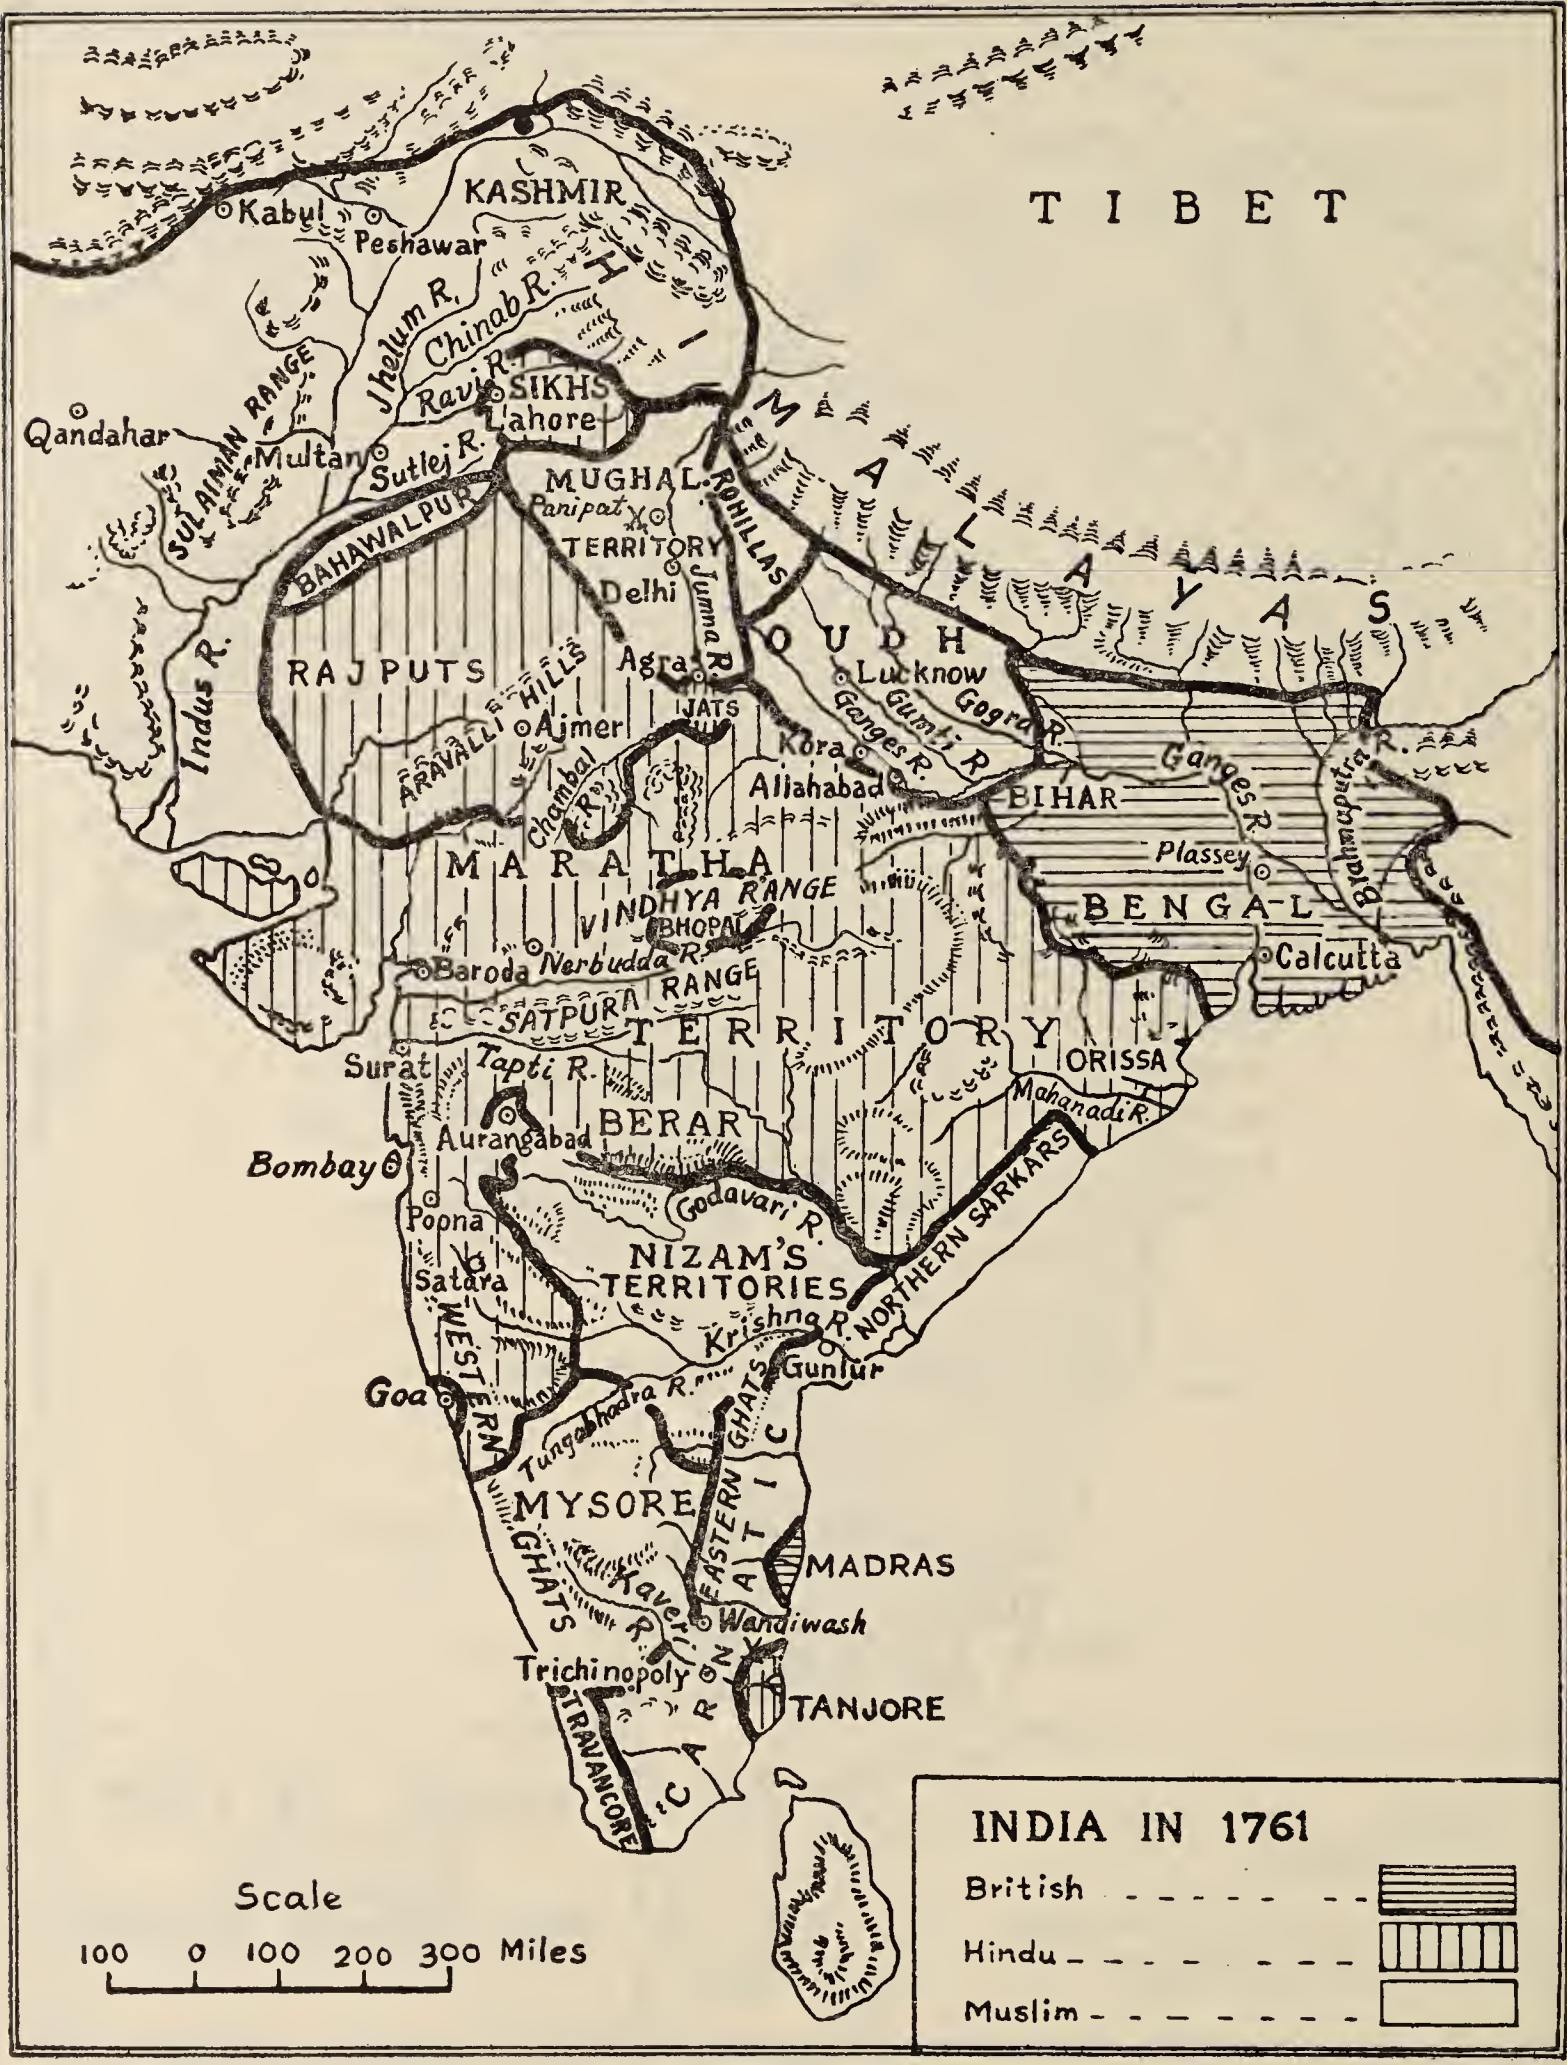 TIBET
KASHMIR
Kabul
Peshawar
HIMALAYAS
Jhelum R.
Chinab R.
Ravi R.
SIKHS
Lahore
Qandahar
SULAIMAN RANGE
Multan
Sutlej R.
MUGHAL
TERRITORY
Panipat
ROHILLAS
BAHAWALPUR
Delhi
Jumna R.
OUDH
RAJPUTS
Agra
Lucknow
Indus R.
ARAVALLI HILLS
Ajmer
JATS
Ganges R.
Gumti R.
Gogra R.
Kora
Allahabad
BIHAR
Ganges R.
Brahmaputra R.
Chambal R.
MARATHA
TERRITORY
Plassey
VINDHYA RANGE
BHOPAL
BENGAL
Baroda
Nerbudda R.
Calcutta
SATPURA RANGE
Surat
Tapti R.
ORISSA
Mahanadi R.
Aurangabad
BERAR
Bombay
Poona
Godavari R.
NORTHERN SARKARS
NIZAM'S
TERRITORIES
Satara
WESTERN GHATS
Krishna R.
Guntur
Goa
Tungabhadra R.
EASTERN GHATS
CARNATIC
MYSORE
MADRAS
Kaveri R.
Wandiwash
Trichinopoly
TANJORE
TRAVANCORE
INDIA IN 1761
British
Hindu
Muslim
Scale
100 0 100 200 300 Miles